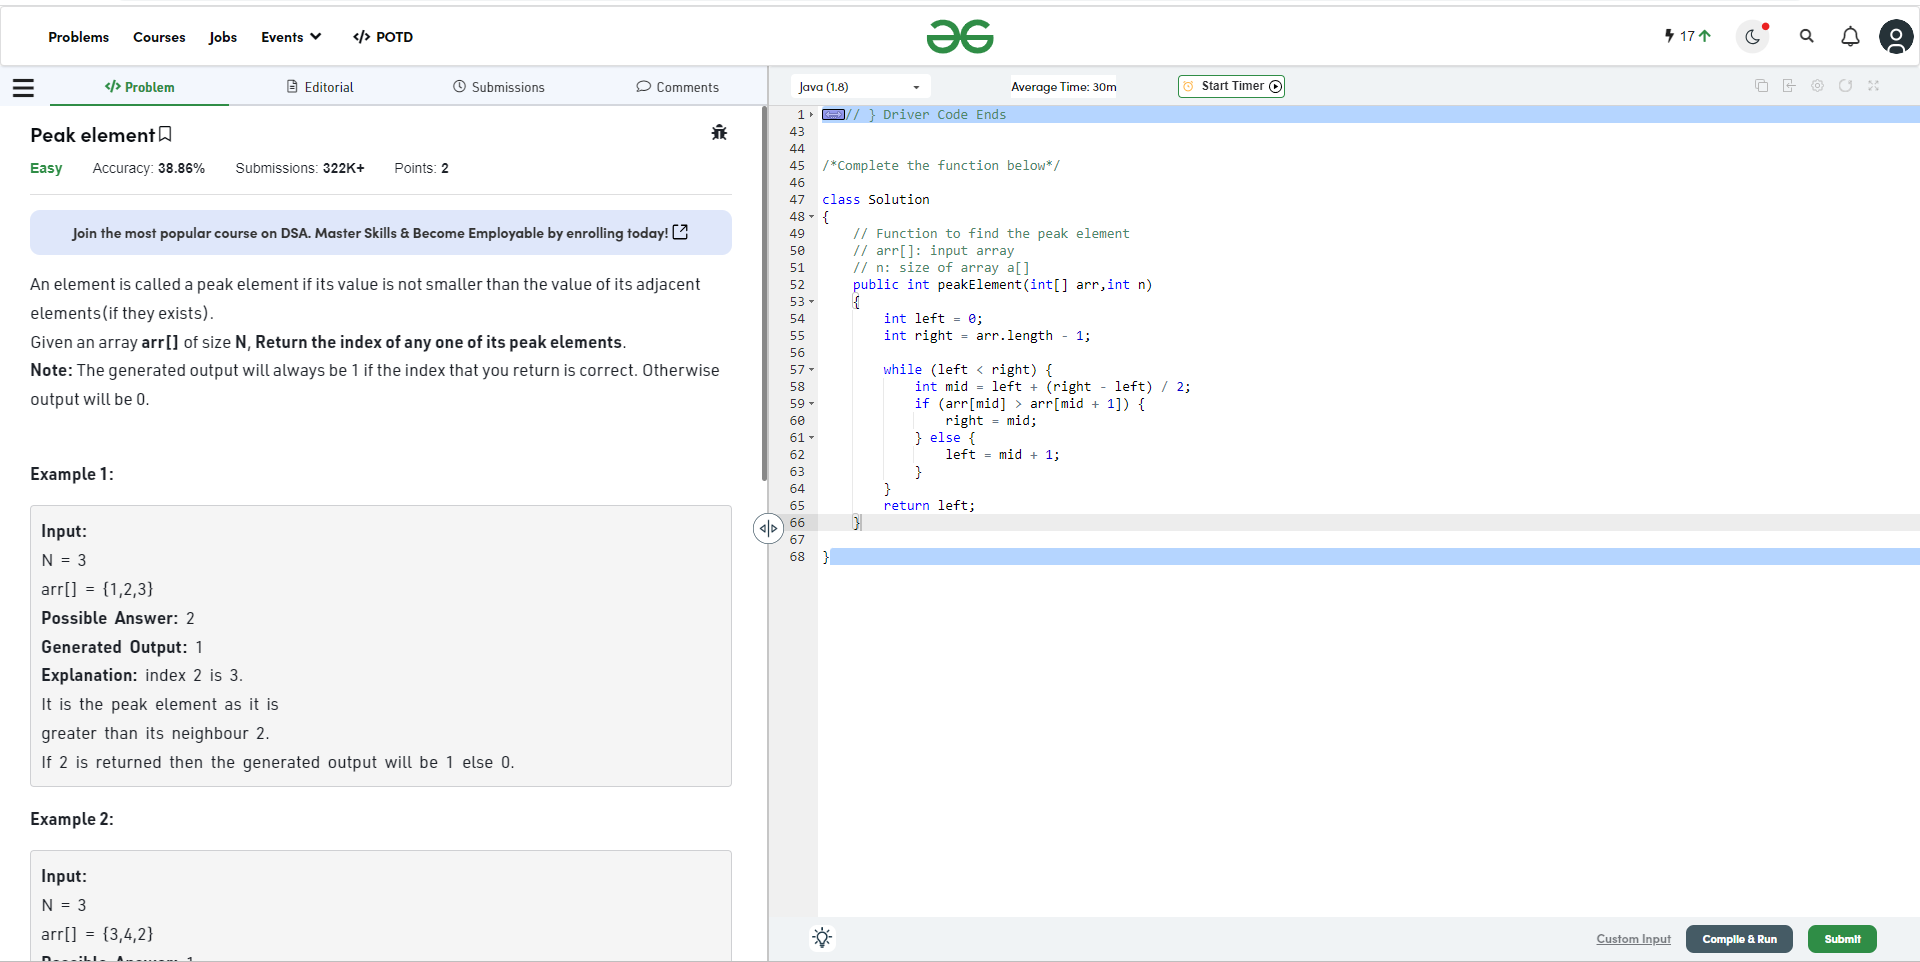 Problems Courses Jobs Events </> POTD
17
</> Problem Editorial Submissions Comments
Peak element
Easy Accuracy: 38.86% Submissions: 322K+ Points: 2
Join the most popular course on DSA. Master Skills & Become Employable by enrolling today!
An element is called a peak element if its value is not smaller than the value of its adjacent
elements(if they exists).
Given an array arr[] of size N, Return the index of any one of its peak elements.
Note: The generated output will always be 1 if the index that you return is correct. Otherwise
output will be 0.
Example 1:
Input:
N = 3
arr[] = {1,2,3}
Possible Answer: 2
Generated Output: 1
Explanation: index 2 is 3.
It is the peak element as it is
greater than its neighbour 2.
If 2 is returned then the generated output will be 1 else 0.
Example 2:
Input:
N = 3
arr[] = {3,4,2}
Possible Answer: 1
Java (1.8) Average Time: 30m Start Timer
1 // } Driver Code Ends
43
44
45 /*Complete the function below*/
46
47 class Solution
48 {
49 // Function to find the peak element
50 // arr[]: input array
51 // n: size of array a[]
52 public int peakElement(int[] arr,int n)
53 {
54 int left = 0;
55 int right = arr.length - 1;
56
57 while (left < right) {
58 int mid = left + (right - left) / 2;
59 if (arr[mid] > arr[mid + 1]) {
60 right = mid;
61 } else {
62 left = mid + 1;
63 }
64 }
65 return left;
66 }
67
68 }
Custom Input Compile & Run Submit